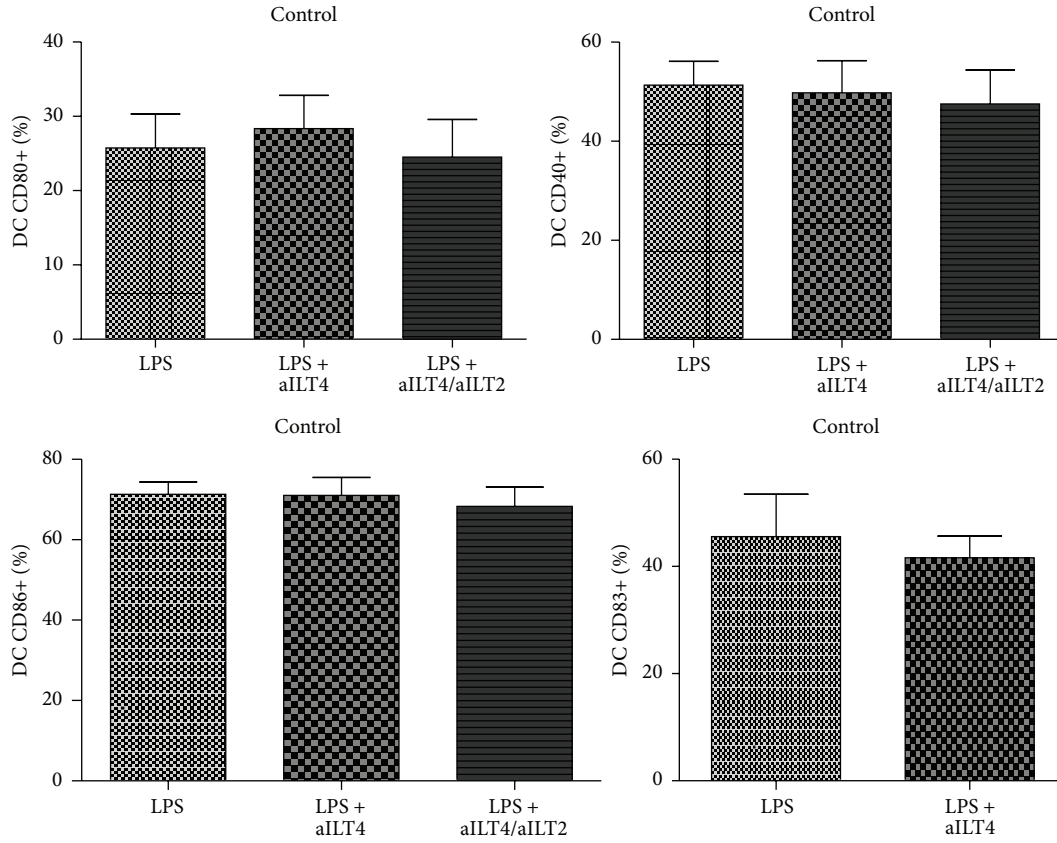 Control
DC CD80+ (%)
40
30
20
10
0
LPS
LPS +
aILT4
LPS +
aILT4/aILT2
Control
DC CD40+ (%)
60
40
20
0
LPS
LPS +
aILT4
LPS +
aILT4/aILT2
Control
DC CD86+ (%)
80
60
40
20
0
LPS
LPS +
aILT4
LPS +
aILT4/aILT2
Control
DC CD83+ (%)
60
40
20
0
LPS
LPS +
aILT4